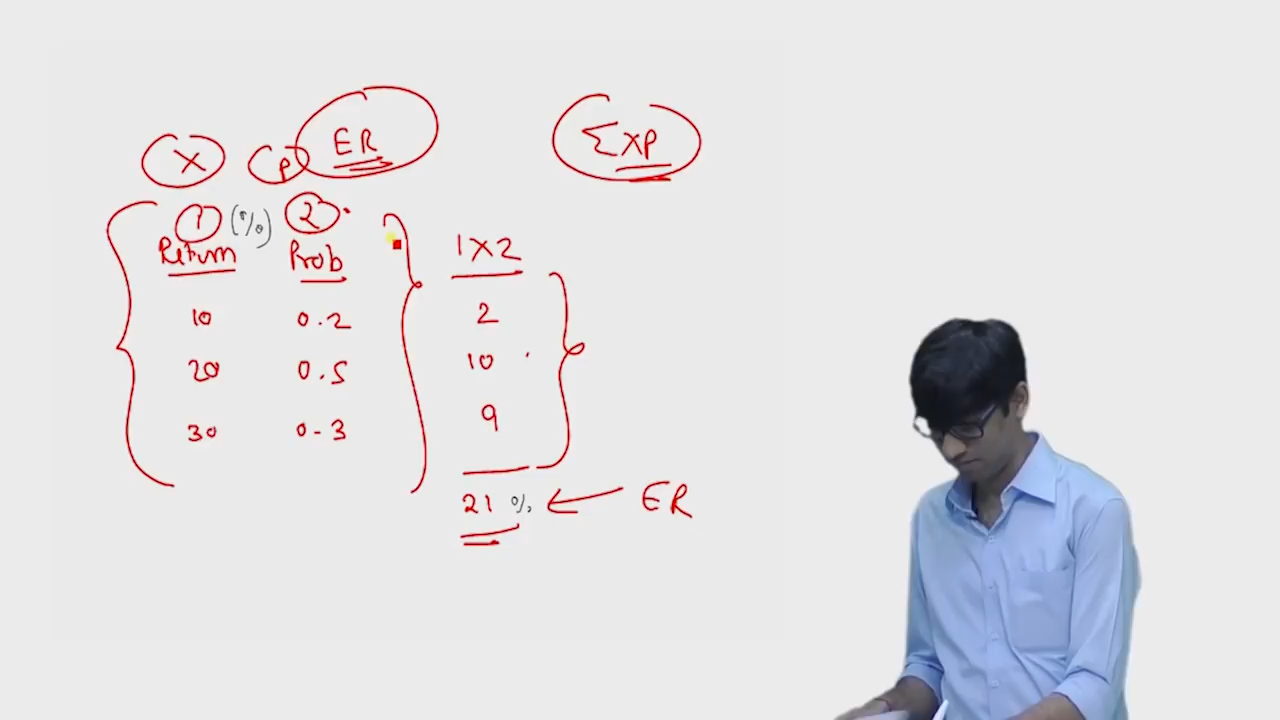 ER
ΣXP
X P
1 (%) 2
Return Prob 1X2
10 0.2 2
20 0.5 10
30 0.3 9
21 % ← ER